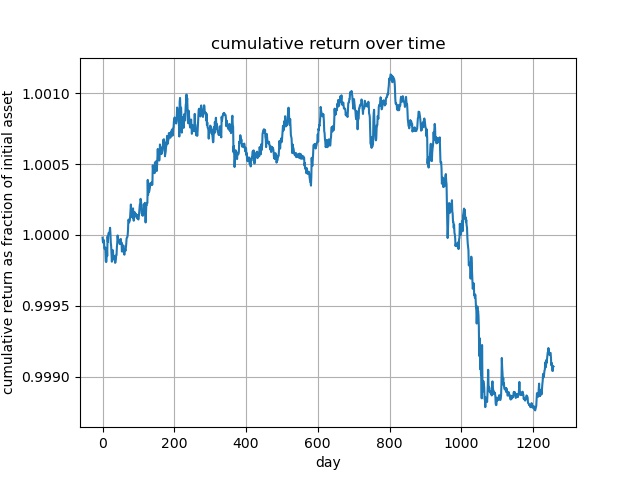 cumulative return over time
cumulative return as fraction of initial asset
1.0010
1.0005
1.0000
0.9995
0.9990
0 200 400 600 800 1000 1200
day